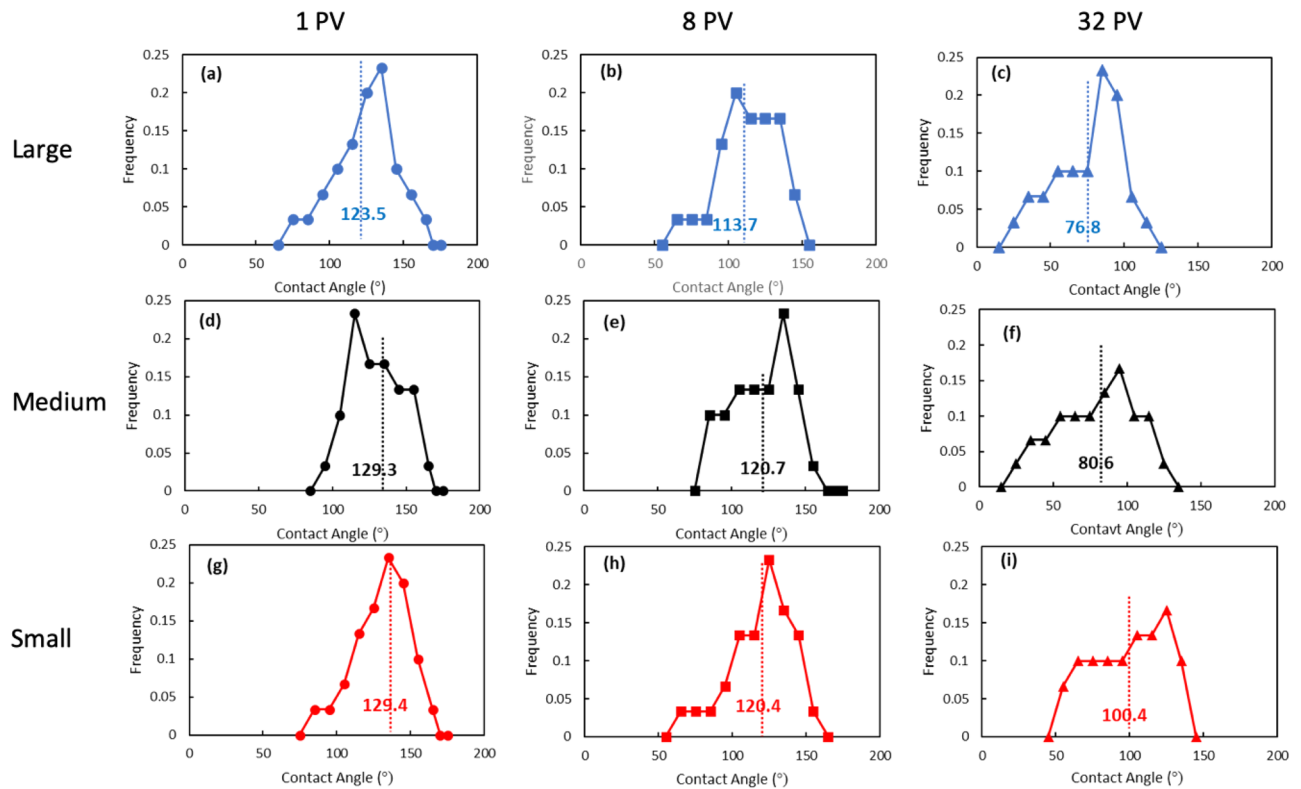 1 PV 8 PV 32 PV
Large
Medium
Small
(a)
Frequency
0.25
0.2
0.15
0.1
0.05
0
123.5
0 50 100 150 200
Contact Angle (°)
(b)
Frequency
0.25
0.2
0.15
0.1
0.05
0
113.7
0 50 100 150 200
Contact Angle (°)
(c)
Frequency
0.25
0.2
0.15
0.1
0.05
0
76.8
0 50 100 150 200
Contact Angle (°)
(d)
Frequency
0.25
0.2
0.15
0.1
0.05
0
129.3
0 50 100 150 200
Contact Angle (°)
(e)
Frequency
0.25
0.2
0.15
0.1
0.05
0
120.7
0 50 100 150 200
Contact Angle (°)
(f)
Frequency
0.2
0.15
0.1
0.05
0
80.6
0 50 100 150 200
Contavt Angle (°)
(g)
Frequency
0.25
0.2
0.15
0.1
0.05
0
129.4
0 50 100 150 200
Contact Angle (°)
(h)
Frequency
0.25
0.2
0.15
0.1
0.05
0
120.4
0 50 100 150 200
Contact Angle (°)
(i)
Frequency
0.25
0.2
0.15
0.1
0.05
0
100.4
0 50 100 150 200
Contact Angle (°)